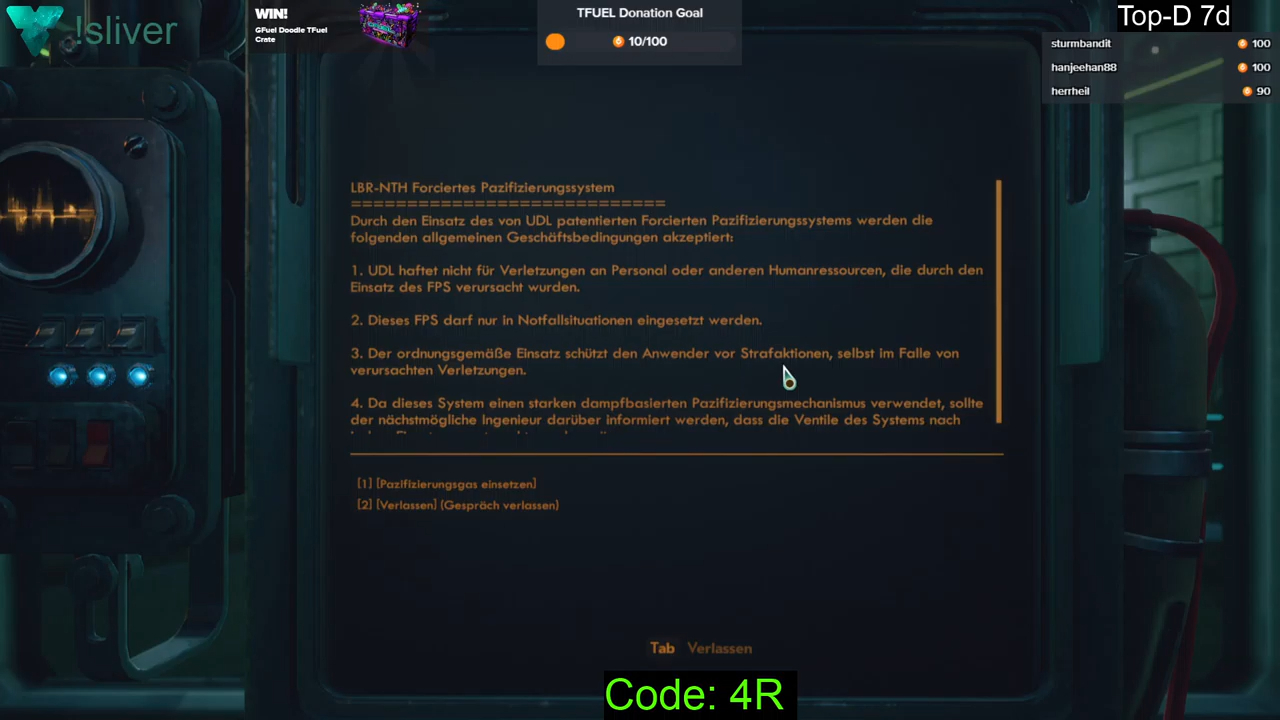 !sliver
WIN!
GFuel Doodle TFuel
Crate
TFUEL Donation Goal
10/100
Top-D 7d
sturmbandit 100
hanjeehan88 100
herrheil 90
LBR-NTH Forciertes Pazifizierungssystem
============================
Durch den Einsatz des von UDL patentierten Forcierten Pazifizierungssystems werden die
folgenden allgemeinen Geschäftsbedingungen akzeptiert:
1. UDL haftet nicht für Verletzungen an Personal oder anderen Humanressourcen, die durch den
Einsatz des FPS verursacht wurden.
2. Dieses FPS darf nur in Notfallsituationen eingesetzt werden.
3. Der ordnungsgemäße Einsatz schützt den Anwender vor Strafaktionen, selbst im Falle von
verursachten Verletzungen.
4. Da dieses System einen starken dampfbasierten Pazifizierungsmechanismus verwendet, sollte
der nächstmögliche Ingenieur darüber informiert werden, dass die Ventile des Systems nach
[1] [Pazifizierungsgas einsetzen]
[2] [Verlassen] (Gespräch verlassen)
Tab Verlassen
Code: 4R